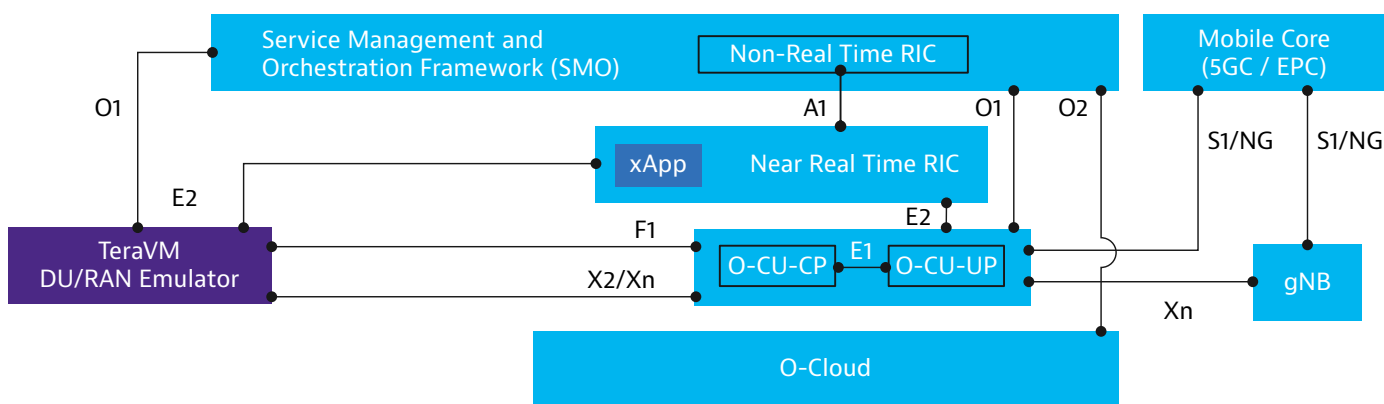 Service Management and
Orchestration Framework (SMO)
Non-Real Time RIC
Mobile Core
(5GC / EPC)
O1
A1
O1
O2
S1/NG
S1/NG
xApp
Near Real Time RIC
E2
E2
TeraVM
DU/RAN Emulator
F1
X2/Xn
O-CU-CP
E1
O-CU-UP
Xn
gNB
O-Cloud